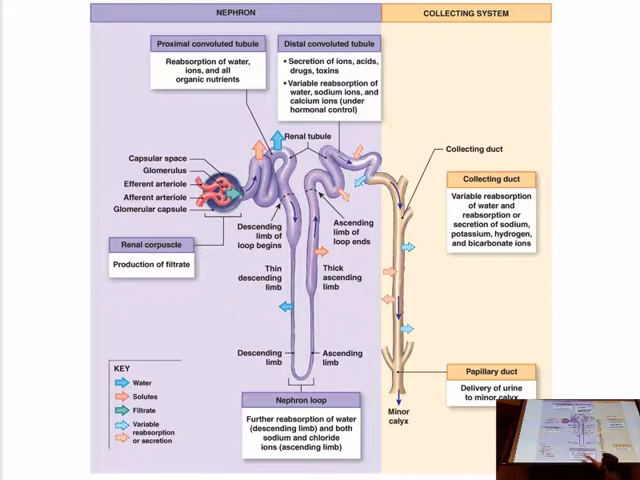 NEPHRON
COLLECTING SYSTEM
Proximal convoluted tubule
Reabsorption of water,
ions, and all
organic nutrients
Distal convoluted tubule
• Secretion of ions, acids,
drugs, toxins
• Variable reabsorption of
water, sodium ions, and
calcium ions (under
hormonal control)
Renal tubule
Capsular space
Glomerulus
Efferent arteriole
Afferent arteriole
Glomerular capsule
Renal corpuscle
Production of filtrate
Descending
limb of
loop begins
Ascending
limb of
loop ends
Thin
descending
limb
Thick
ascending
limb
Descending
limb
Ascending
limb
Nephron loop
Further reabsorption of water
(descending limb) and both
sodium and chloride
ions (ascending limb)
Collecting duct
Collecting duct
Variable reabsorption
of water and
reabsorption or
secretion of sodium,
potassium, hydrogen,
and bicarbonate ions
Papillary duct
Delivery of urine
to minor calyx
Minor
calyx
KEY
Water
Solutes
Filtrate
Variable
reabsorption
or secretion